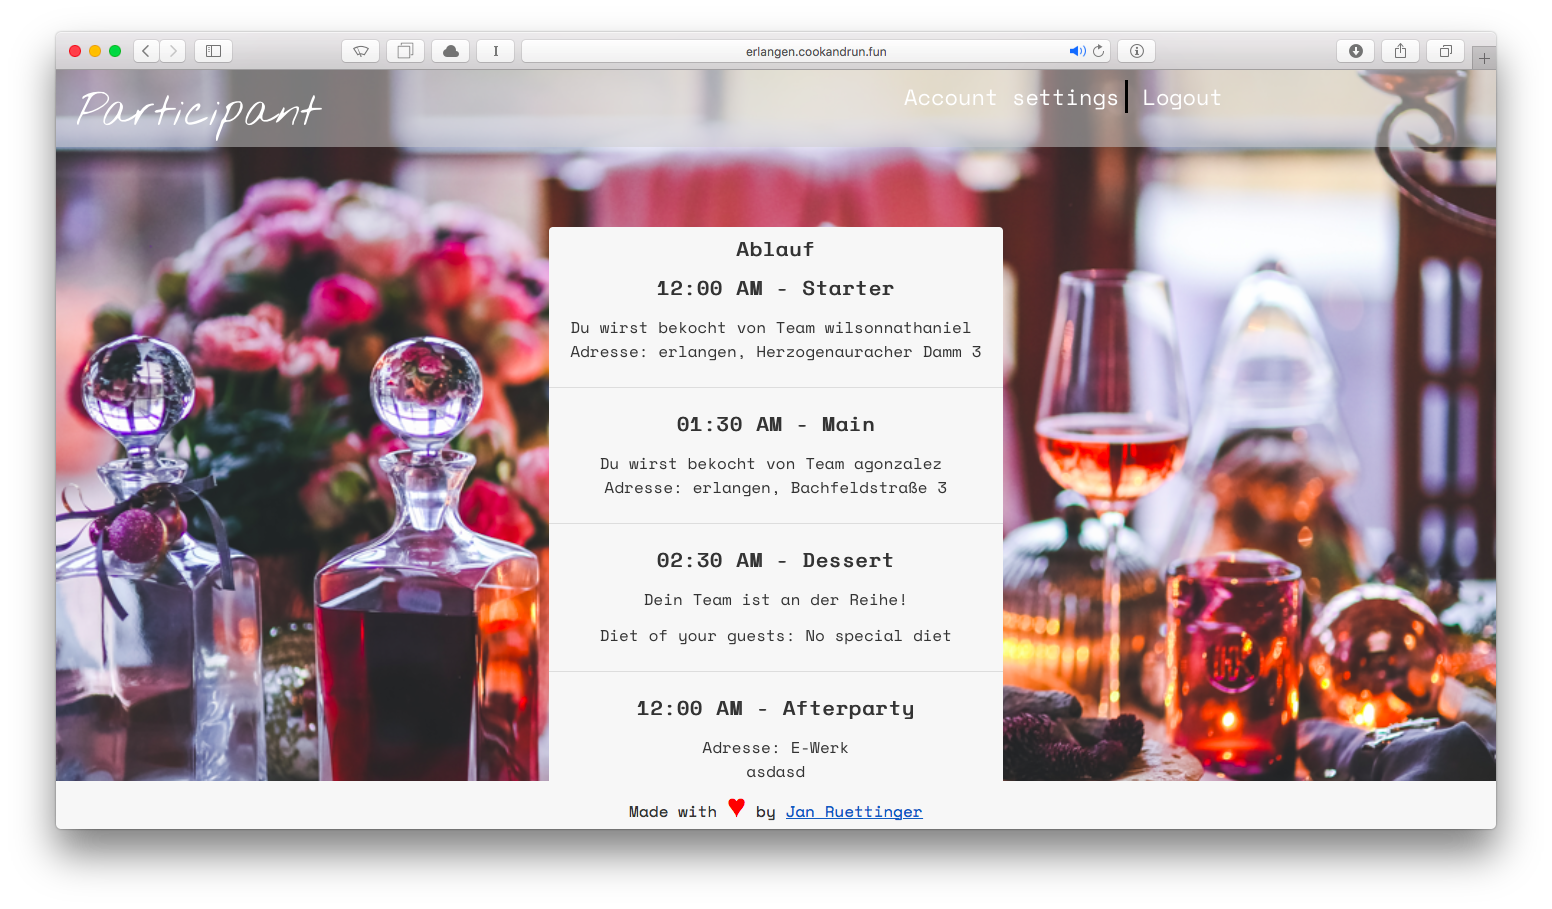 erlangen.cookandrun.fun
Participant
Account settings Logout
Ablauf
12:00 AM - Starter
Du wirst bekocht von Team wilsonnathaniel
Adresse: erlangen, Herzogenauracher Damm 3
01:30 AM - Main
Du wirst bekocht von Team agonzalez
Adresse: erlangen, Bachfeldstraße 3
02:30 AM - Dessert
Dein Team ist an der Reihe!
Diet of your guests: No special diet
12:00 AM - Afterparty
Adresse: E-Werk
asdasd
Made with ♥ by Jan Ruettinger